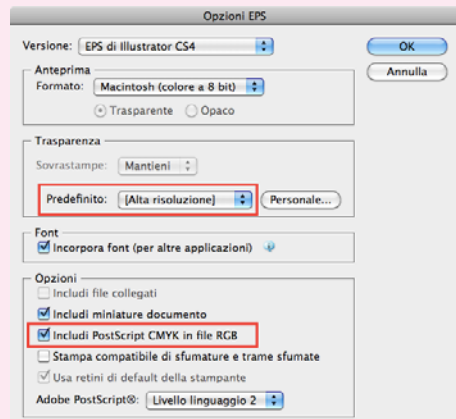 Opzioni EPS
Versione: EPS di Illustrator CS4
OK
Annulla
Anteprima
Formato: Macintosh (colore a 8 bit)
Trasparente Opaco
Trasparenza
Sovrastampe: Mantieni
Predefinito: [Alta risoluzione] Personale...
Font
Incorpora font (per altre applicazioni)
Opzioni
Includi file collegati
Includi miniature documento
Includi PostScript CMYK in file RGB
Stampa compatibile di sfumature e trame sfumate
Usa retini di default della stampante
Adobe PostScript®: Livello linguaggio 2